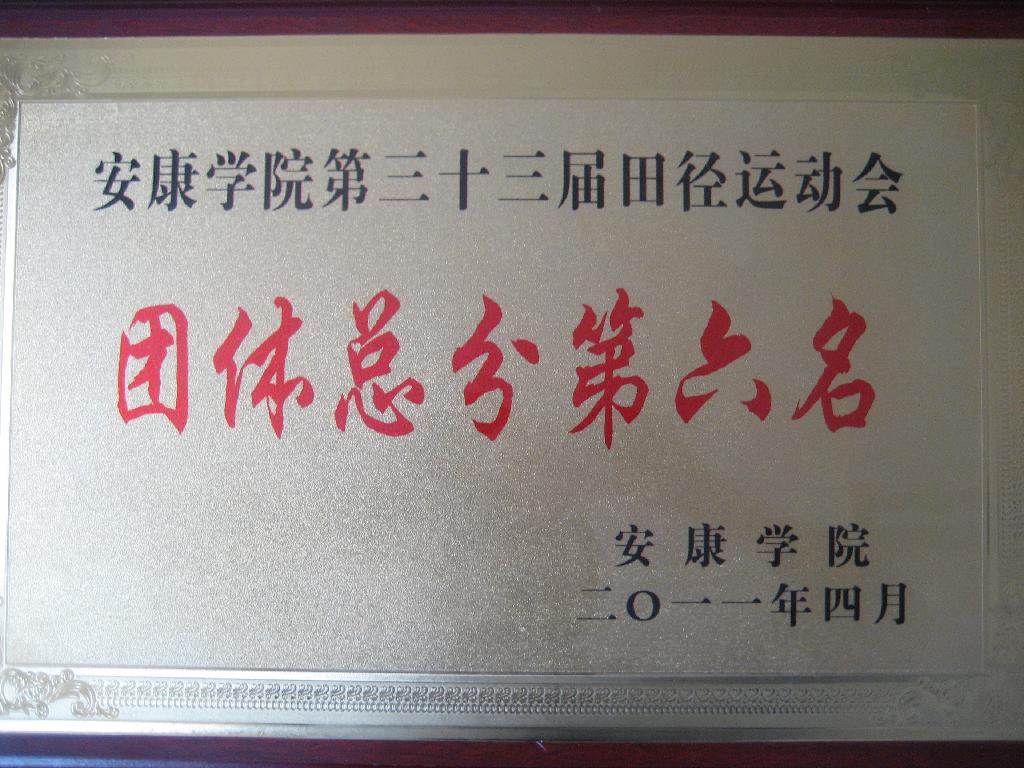 安康学院第三十三届田径运动会
团体总分第六名
安康学院
二〇一一年四月